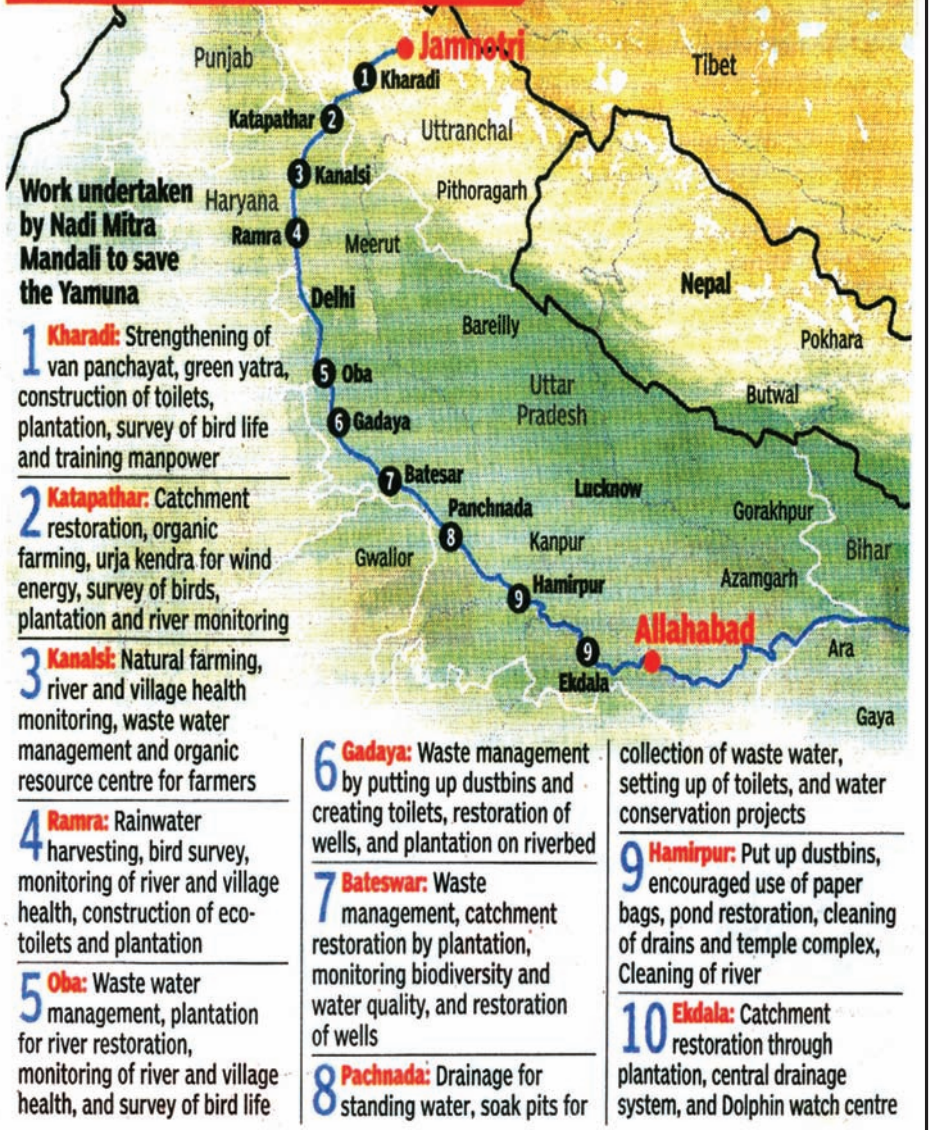 Jamnotri
Punjab
Tibet
1 Kharadi
Katapathar 2
Uttranchal
3 Kanalsi
Pithoragarh
Haryana
Ramra 4
Meerut
Nepal
Delhi
Bareilly
Pokhara
5 Oba
Uttar
Pradesh
Butwal
6 Gadaya
7 Batesar
Lucknow
Panchnada
8
Gorakhpur
Kanpur
Bihar
Gwalior
Azamgarh
9 Hamirpur
Allahabad
9
Ekdala
Ara
Gaya
Work undertaken
by Nadi Mitra
Mandali to save
the Yamuna
1 Kharadi: Strengthening of
van panchayat, green yatra,
construction of toilets,
plantation, survey of bird life
and training manpower
2 Katapathar: Catchment
restoration, organic
farming, urja kendra for wind
energy, survey of birds,
plantation and river monitoring
3 Kanalsi: Natural farming,
river and village health
monitoring, waste water
management and organic
resource centre for farmers
4 Ramra: Rainwater
harvesting, bird survey,
monitoring of river and village
health, construction of eco-
toilets and plantation
5 Oba: Waste water
management, plantation
for river restoration,
monitoring of river and village
health, and survey of bird life
6 Gadaya: Waste management
by putting up dustbins and
creating toilets, restoration of
wells, and plantation on riverbed
7 Bateswar: Waste
management, catchment
restoration by plantation,
monitoring biodiversity and
water quality, and restoration
of wells
8 Pachnada: Drainage for
standing water, soak pits for
collection of waste water,
setting up of toilets, and water
conservation projects
9 Hamirpur: Put up dustbins,
encouraged use of paper
bags, pond restoration, cleaning
of drains and temple complex,
Cleaning of river
10 Ekdala: Catchment
restoration through
plantation, central drainage
system, and Dolphin watch centre